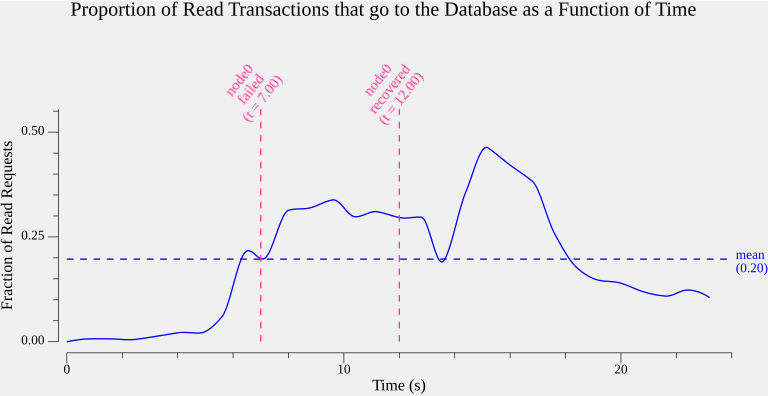 Proportion of Read Transactions that go to the Database as a Function of Time
node0
failed
(t = 7.00)
node0
recovered
(t = 12.00)
Fraction of Read Requests
0.50
0.25
0.00
mean
(0.20)
0
10
20
Time (s)